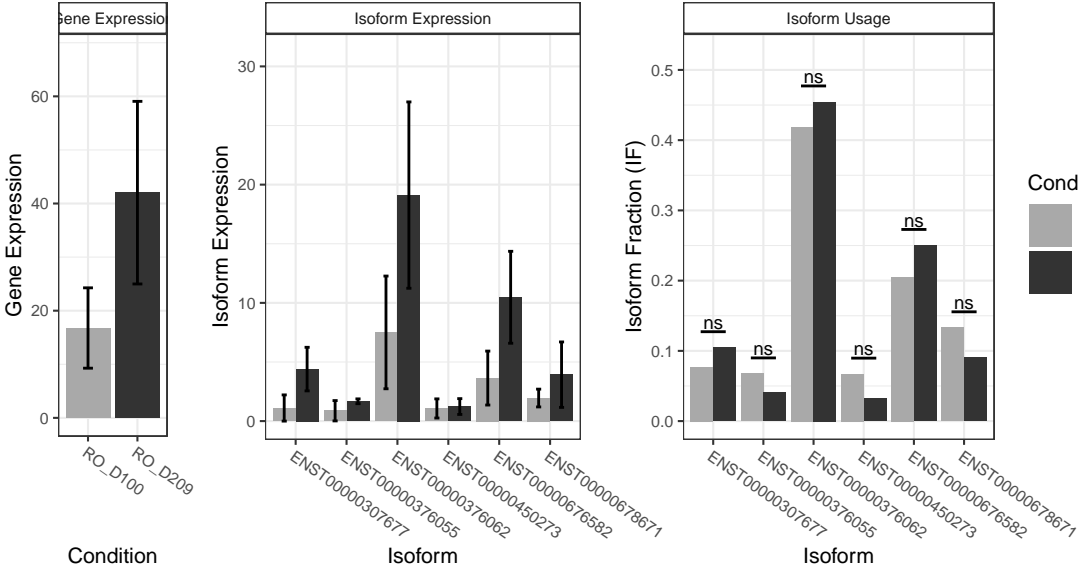 Gene Expression
Gene Expression
60
40
20
0
RO_D100
RO_D209
Condition
Isoform Expression
Isoform Expression
30
20
10
0
ENST00000307677
ENST00000376055
ENST00000376062
ENST00000450273
ENST00000676582
ENST00000678671
Isoform
Isoform Usage
Isoform Fraction (IF)
0.5
0.4
0.3
0.2
0.1
0.0
ns
ns
ns
ns
ns
ns
ENST00000307677
ENST00000376055
ENST00000376062
ENST00000450273
ENST00000676582
ENST00000678671
Isoform
Cond